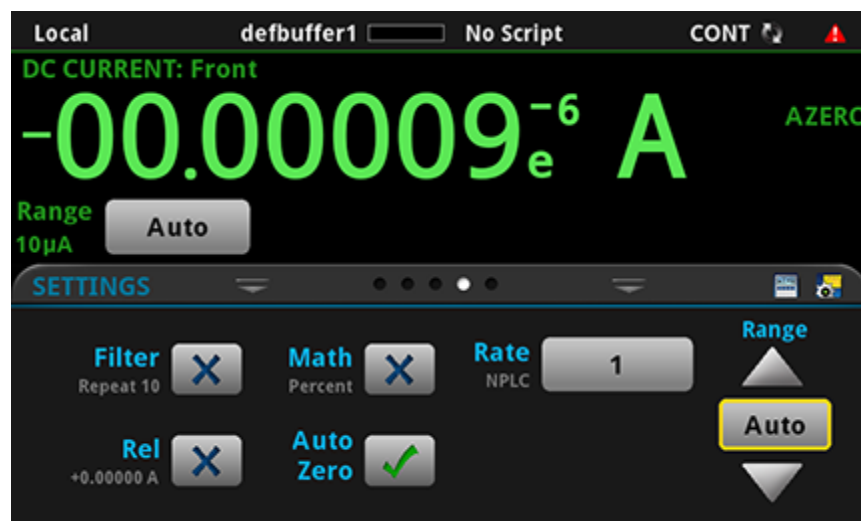 Local defbuffer1 No Script CONT
DC CURRENT: Front
-00.00009e-6 A
AZERO
Range
10µA
Auto
SETTINGS
Filter
Repeat 10
Math
Percent
Rate
NPLC
1
Range
Auto
Rel
+0.00000 A
Auto
Zero